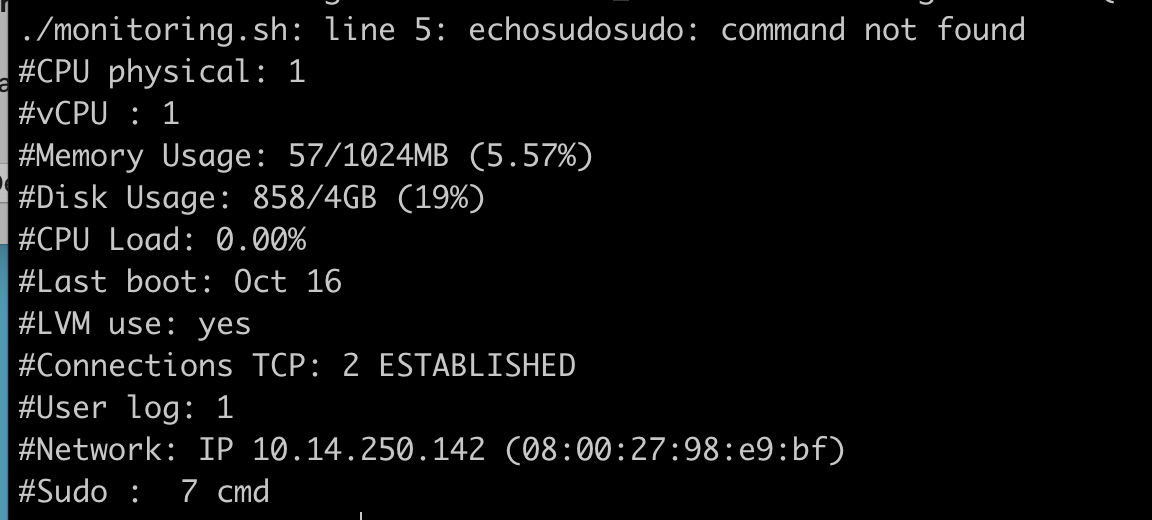 ./monitoring.sh: line 5: echosudosudo: command not found
#CPU physical: 1
#vCPU : 1
#Memory Usage: 57/1024MB (5.57%)
#Disk Usage: 858/4GB (19%)
#CPU Load: 0.00%
#Last boot: Oct 16
#LVM use: yes
#Connections TCP: 2 ESTABLISHED
#User log: 1
#Network: IP 10.14.250.142 (08:00:27:98:e9:bf)
#Sudo :  7 cmd